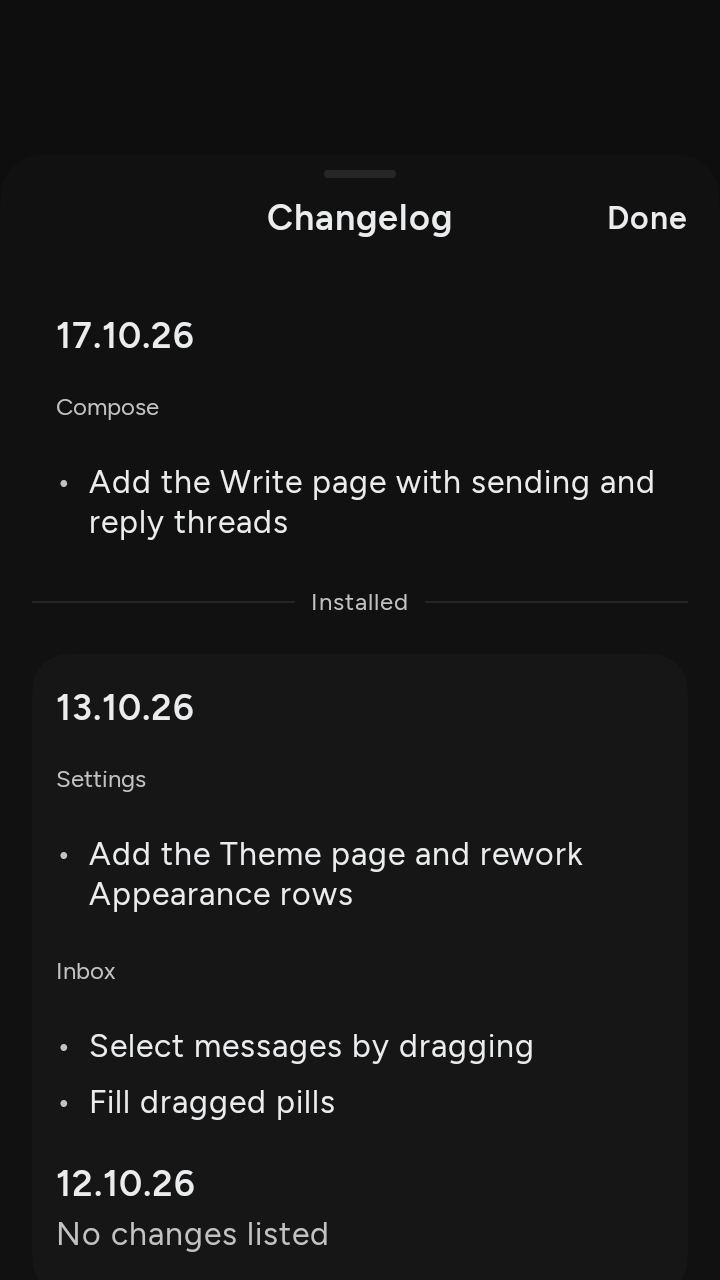 Changelog
Done
17.10.26
Compose
• Add the Write page with sending and
reply threads
Installed
13.10.26
Settings
• Add the Theme page and rework
Appearance rows
Inbox
• Select messages by dragging
• Fill dragged pills
12.10.26
No changes listed